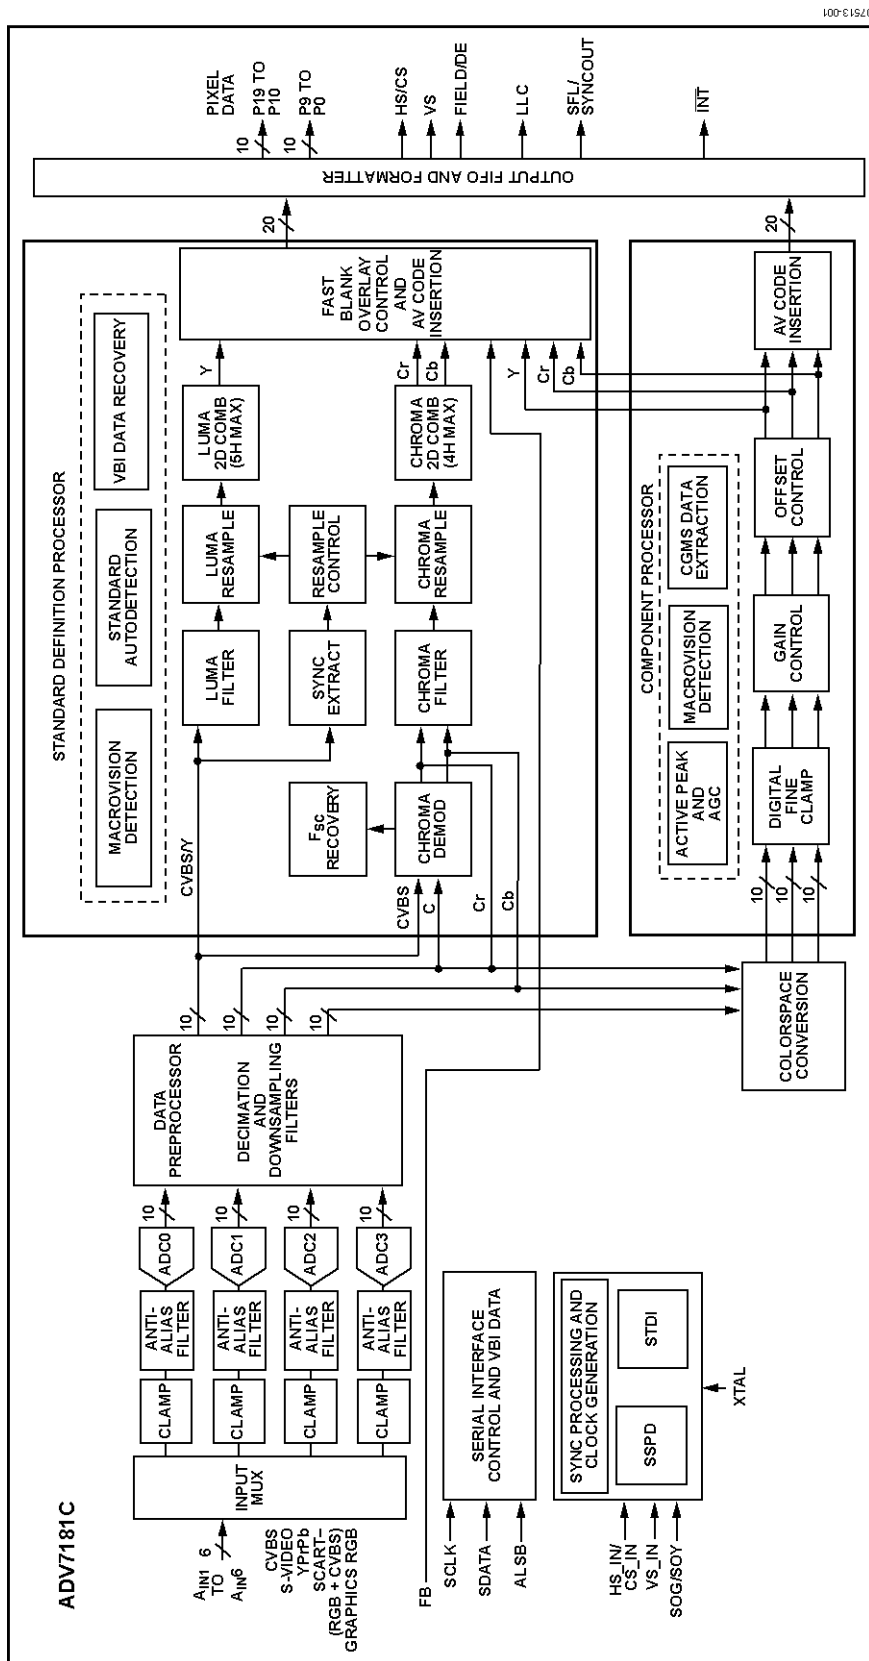 ADV7181C
AIN1
TO
AIN6
6
CVBS
S-VIDEO
YPrPb
SCART–
(RGB + CVBS)
GRAPHICS RGB
INPUT
MUX
CLAMP
ANTI-
ALIAS
FILTER
ADC0
10
CLAMP
ANTI-
ALIAS
FILTER
ADC1
10
CLAMP
ANTI-
ALIAS
FILTER
ADC2
10
CLAMP
ANTI-
ALIAS
FILTER
ADC3
10
DATA
PREPROCESSOR
DECIMATION
AND
DOWNSAMPLING
FILTERS
10
10
10
10
FB
SCLK
SDATA
ALSB
SERIAL INTERFACE
CONTROL AND VBI DATA
HS_IN/
CS_IN
VS_IN
SOG/SOY
SYNC PROCESSING AND
CLOCK GENERATION
SSPD
STDI
XTAL
COLORSPACE
CONVERSION
STANDARD DEFINITION PROCESSOR
MACROVISION
DETECTION
STANDARD
AUTODETECTION
VBI DATA RECOVERY
CVBS/Y
LUMA
FILTER
LUMA
RESAMPLE
LUMA
2D COMB
(5H MAX)
Y
SYNC
EXTRACT
RESAMPLE
CONTROL
FSC
RECOVERY
CVBS
C
CHROMA
DEMOD
CHROMA
FILTER
CHROMA
RESAMPLE
CHROMA
2D COMB
(4H MAX)
Cr
Cb
Cr
Cb
Y
Cr
Cb
FAST
BLANK
OVERLAY
CONTROL
AND
AV CODE
INSERTION
20
COMPONENT PROCESSOR
ACTIVE PEAK
AND
AGC
MACROVISION
DETECTION
CGMS DATA
EXTRACTION
10
10
10
DIGITAL
FINE
CLAMP
GAIN
CONTROL
OFFSET
CONTROL
AV CODE
INSERTION
20
OUTPUT FIFO AND FORMATTER
PIXEL
DATA
10
P19 TO
P10
10
P9 TO
P0
HS/CS
VS
FIELD/DE
LLC
SFL/
SYNCOUT
INT
07513-001